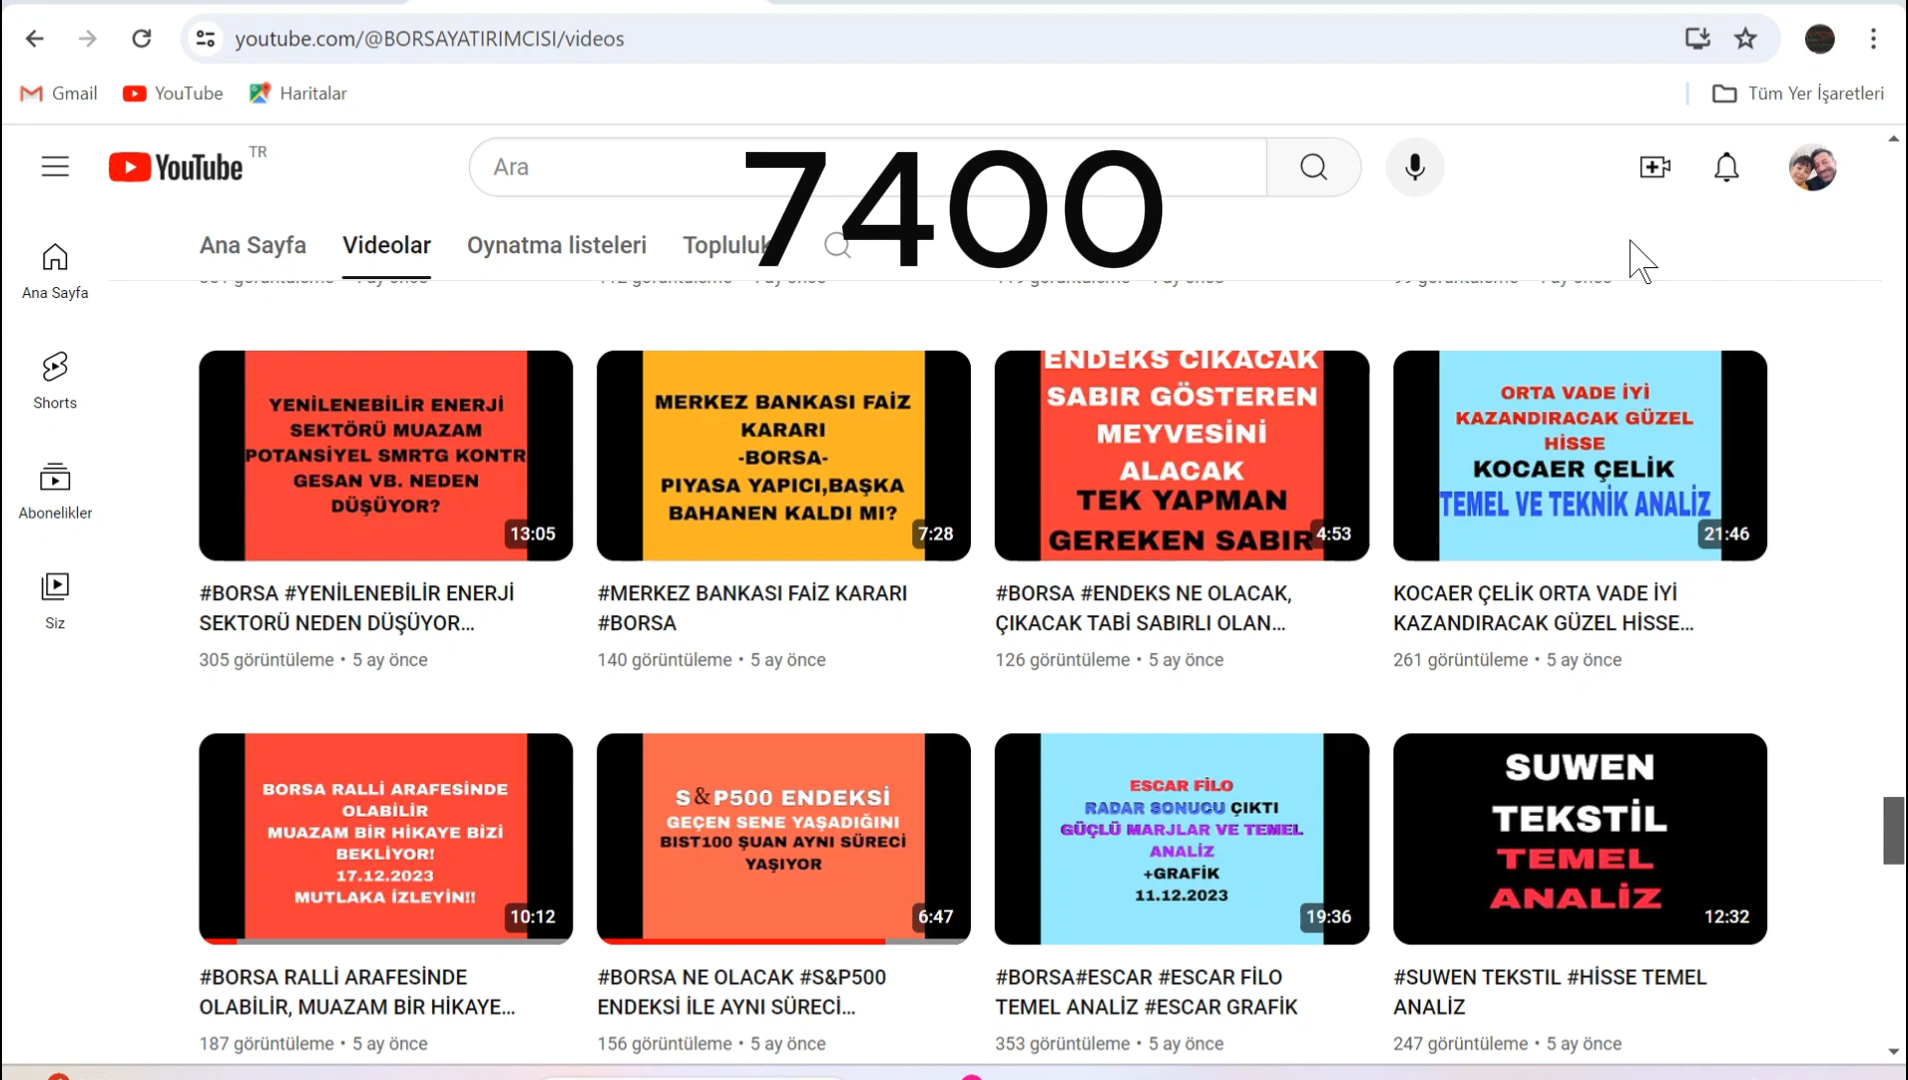 youtube.com/@BORSAYATIRIMCISI/videos
Gmail
YouTube
Haritalar
Tüm Yer İşaretleri
YouTube TR
Ara
7400
Ana Sayfa
Videolar
Oynatma listeleri
Topluluk
Ana Sayfa
Shorts
Abonelikler
Siz
YENİLENEBİLİR ENERJİ
SEKTÖRÜ MUAZAM
POTANSİYEL SMRTG KONTR
GESAN VB. NEDEN
DÜŞÜYOR?
13:05
#BORSA #YENİLENEBİLİR ENERJİ
SEKTORÜ NEDEN DÜŞÜYOR...
305 görüntüleme • 5 ay önce
MERKEZ BANKASI FAİZ
KARARI
-BORSA-
PIYASA YAPICI,BAŞKA
BAHANEN KALDI MI?
7:28
#MERKEZ BANKASI FAİZ KARARI
#BORSA
140 görüntüleme • 5 ay önce
ENDEKS CIKACAK
SABIR GÖSTEREN
MEYVESİNİ
ALACAK
TEK YAPMAN
GEREKEN SABIR
4:53
#BORSA #ENDEKS NE OLACAK,
ÇIKACAK TABİ SABIRLI OLAN...
126 görüntüleme • 5 ay önce
ORTA VADE İYİ
KAZANDIRACAK GÜZEL
HİSSE
KOCAER ÇELİK
TEMEL VE TEKNİK ANALİZ
21:46
KOCAER ÇELİK ORTA VADE İYİ
KAZANDIRACAK GÜZEL HİSSE...
261 görüntüleme • 5 ay önce
BORSA RALLİ ARAFESİNDE
OLABİLİR
MUAZAM BİR HİKAYE BİZİ
BEKLİYOR!
17.12.2023
MUTLAKA İZLEYİN!!
10:12
#BORSA RALLİ ARAFESİNDE
OLABİLİR, MUAZAM BİR HİKAYE...
187 görüntüleme • 5 ay önce
S&P500 ENDEKSİ
GEÇEN SENE YAŞADIĞINI
BIST100 ŞUAN AYNI SÜRECİ
YAŞIYOR
6:47
#BORSA NE OLACAK #S&P500
ENDEKSİ İLE AYNI SÜRECİ...
156 görüntüleme • 5 ay önce
ESCAR FİLO
RADAR SONUCU ÇIKTI
GÜÇLÜ MARJLAR VE TEMEL
ANALİZ
+GRAFİK
11.12.2023
19:36
#BORSA#ESCAR #ESCAR FİLO
TEMEL ANALİZ #ESCAR GRAFİK
353 görüntüleme • 5 ay önce
SUWEN
TEKSTİL
TEMEL
ANALİZ
12:32
#SUWEN TEKSTIL #HİSSE TEMEL
ANALİZ
247 görüntüleme • 5 ay önce